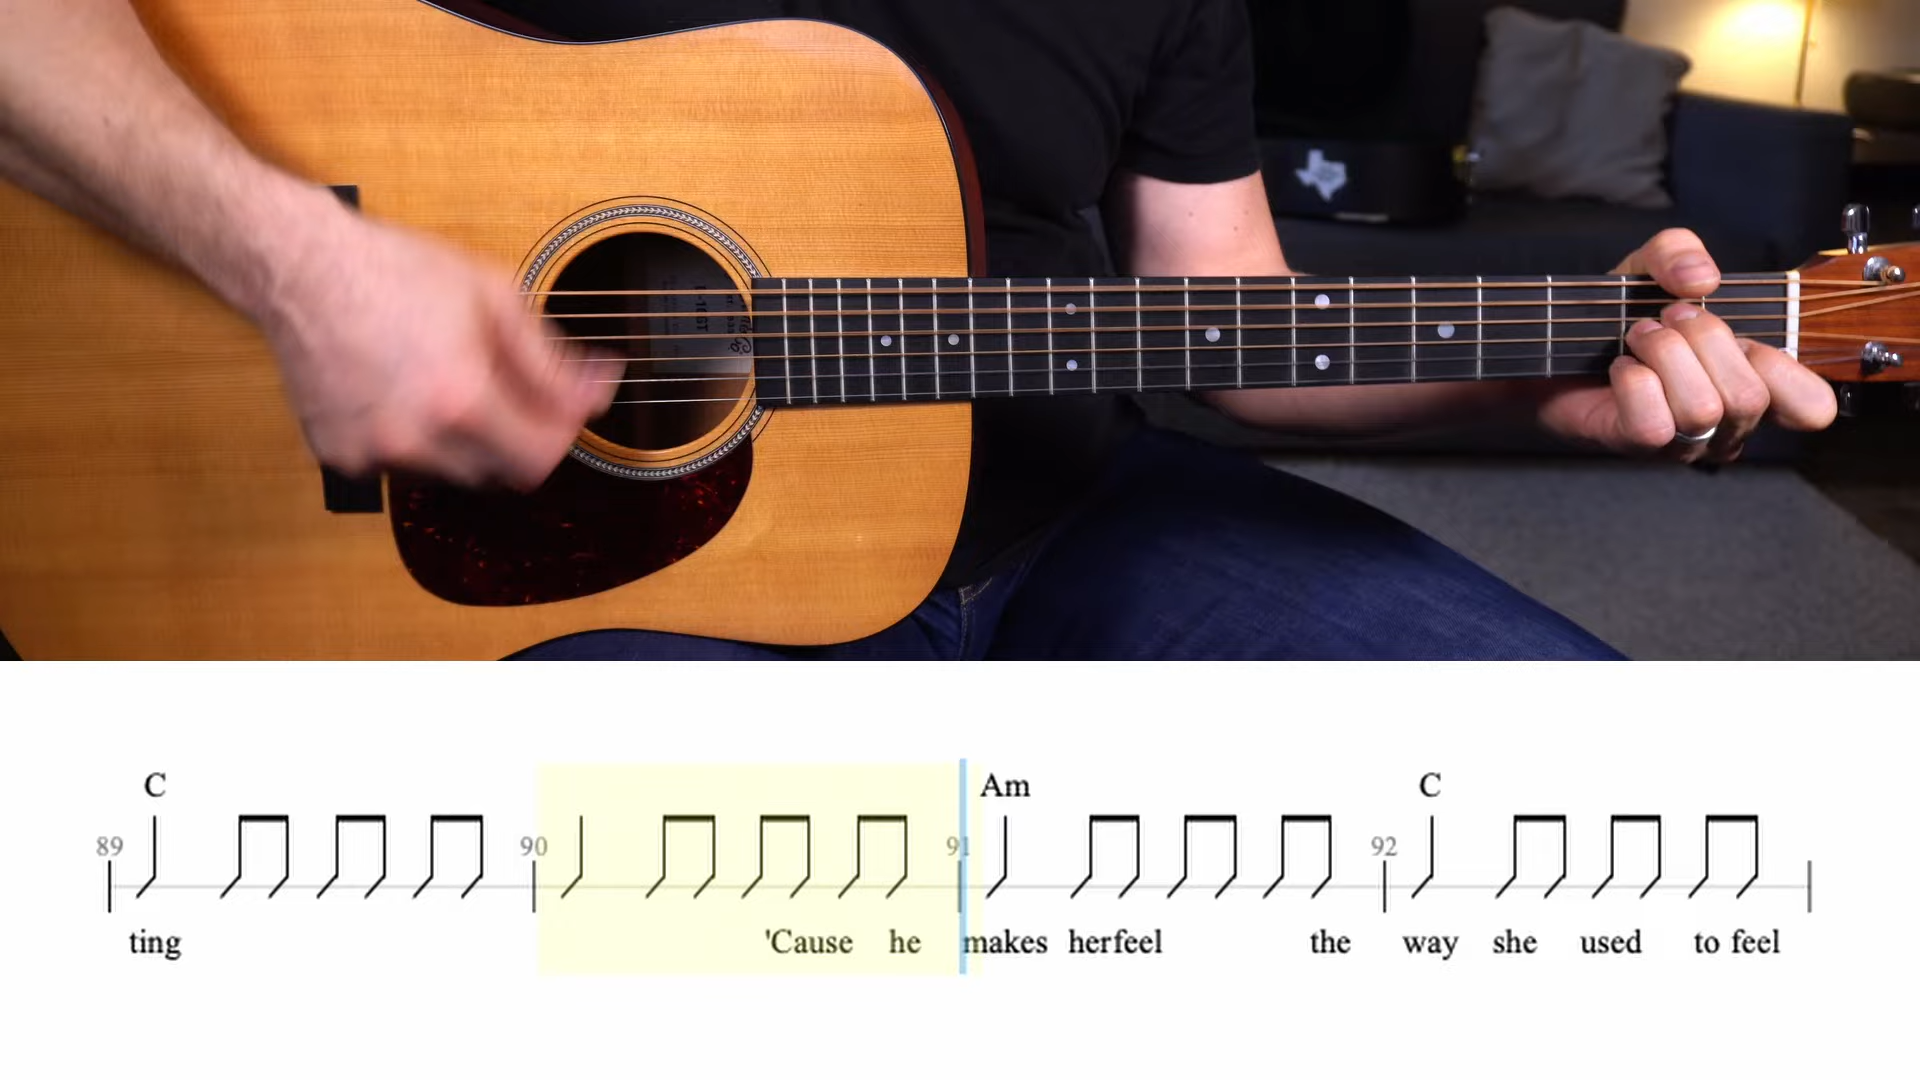 C Am C
89 90 91 92
ting 'Cause he makes herfeel the way she used to feel